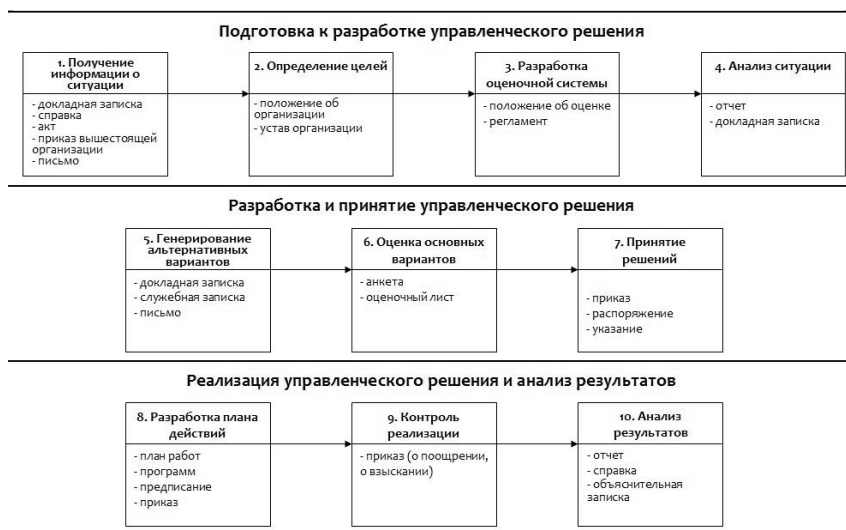 Подготовка к разработке управленческого решения
1. Получение
информации о
ситуации
- докладная записка
- справка
- акт
- приказ вышестоящей
организации
- письмо
2. Определение целей
- положение об
организации
- устав организации
3. Разработка
оценочной системы
- положение об оценке
- регламент
4. Анализ ситуации
- отчет
- докладная записка
Разработка и принятие управленческого решения
5. Генерирование
альтернативных
вариантов
- докладная записка
- служебная записка
- письмо
6. Оценка основных
вариантов
- анкета
- оценочный лист
7. Принятие
решений
- приказ
- распоряжение
- указание
Реализация управленческого решения и анализ результатов
8. Разработка плана
действий
- план работ
- программ
- предписание
- приказ
9. Контроль
реализации
- приказ (о поощрении,
о взыскании)
10. Анализ
результатов
- отчет
- справка
- объяснительная
записка